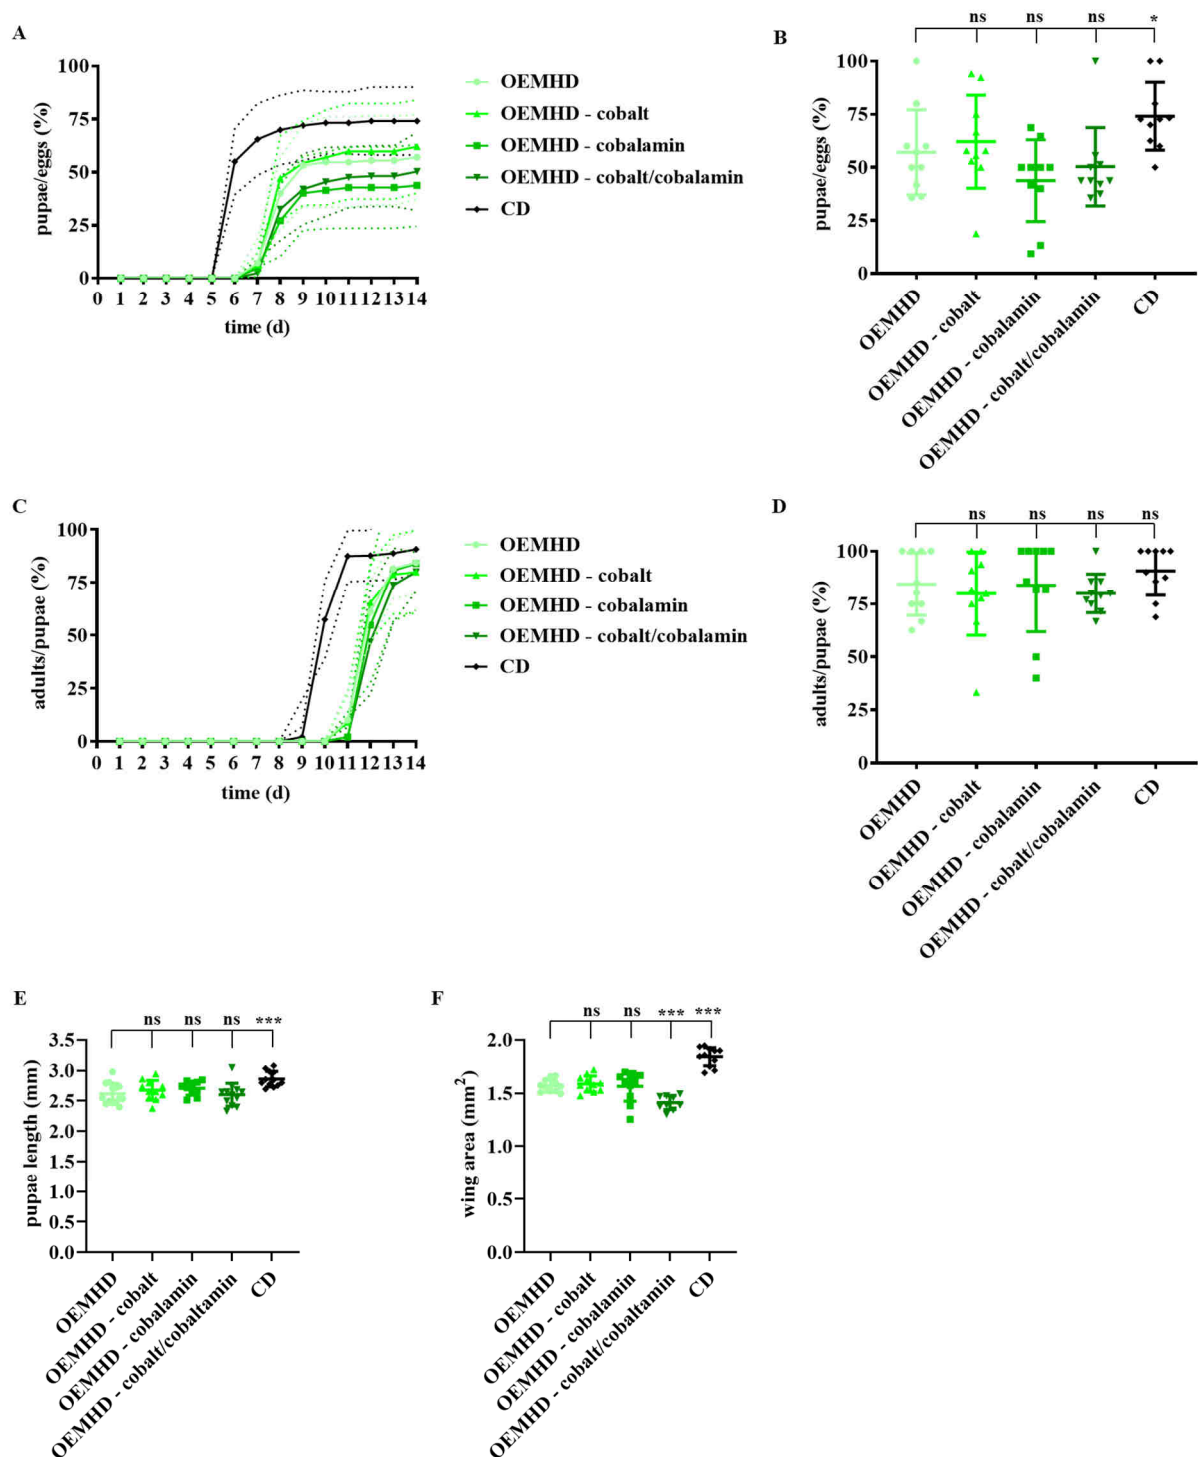 A
100
75
50
25
0
pupae/eggs (%)
0 1 2 3 4 5 6 7 8 9 10 11 12 13 14
time (d)
OEMHD
OEMHD - cobalt
OEMHD - cobalamin
OEMHD - cobalt/cobalamin
CD
B
ns ns ns *
100
75
50
25
0
pupae/eggs (%)
OEMHD
OEMHD - cobalt
OEMHD - cobalamin
OEMHD - cobalt/cobalamin
CD
C
100
75
50
25
0
adults/pupae (%)
0 1 2 3 4 5 6 7 8 9 10 11 12 13 14
time (d)
OEMHD
OEMHD - cobalt
OEMHD - cobalamin
OEMHD - cobalt/cobalamin
CD
D
ns ns ns ns
100
75
50
25
0
adults/pupae (%)
OEMHD
OEMHD - cobalt
OEMHD - cobalamin
OEMHD - cobalt/cobalamin
CD
E
ns ns ns ***
3.5
3.0
2.5
2.0
1.5
1.0
0.5
0.0
pupae length (mm)
OEMHD
OEMHD - cobalt
OEMHD - cobalamin
OEMHD - cobalt/cobaltamin
CD
F
ns ns *** ***
2.0
1.5
1.0
0.5
0.0
wing area (mm²)
OEMHD
OEMHD - cobalt
OEMHD - cobalamin
OEMHD - cobalt/cobaltamin
CD